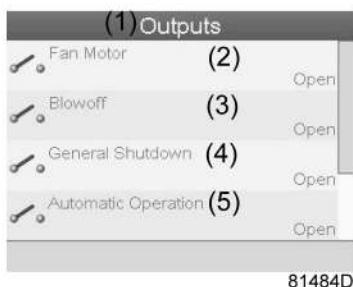 (1) Outputs
Fan Motor (2)
Open
Blowoff (3)
Open
General Shutdown (4)
Open
Automatic Operation (5)
Open
81484D